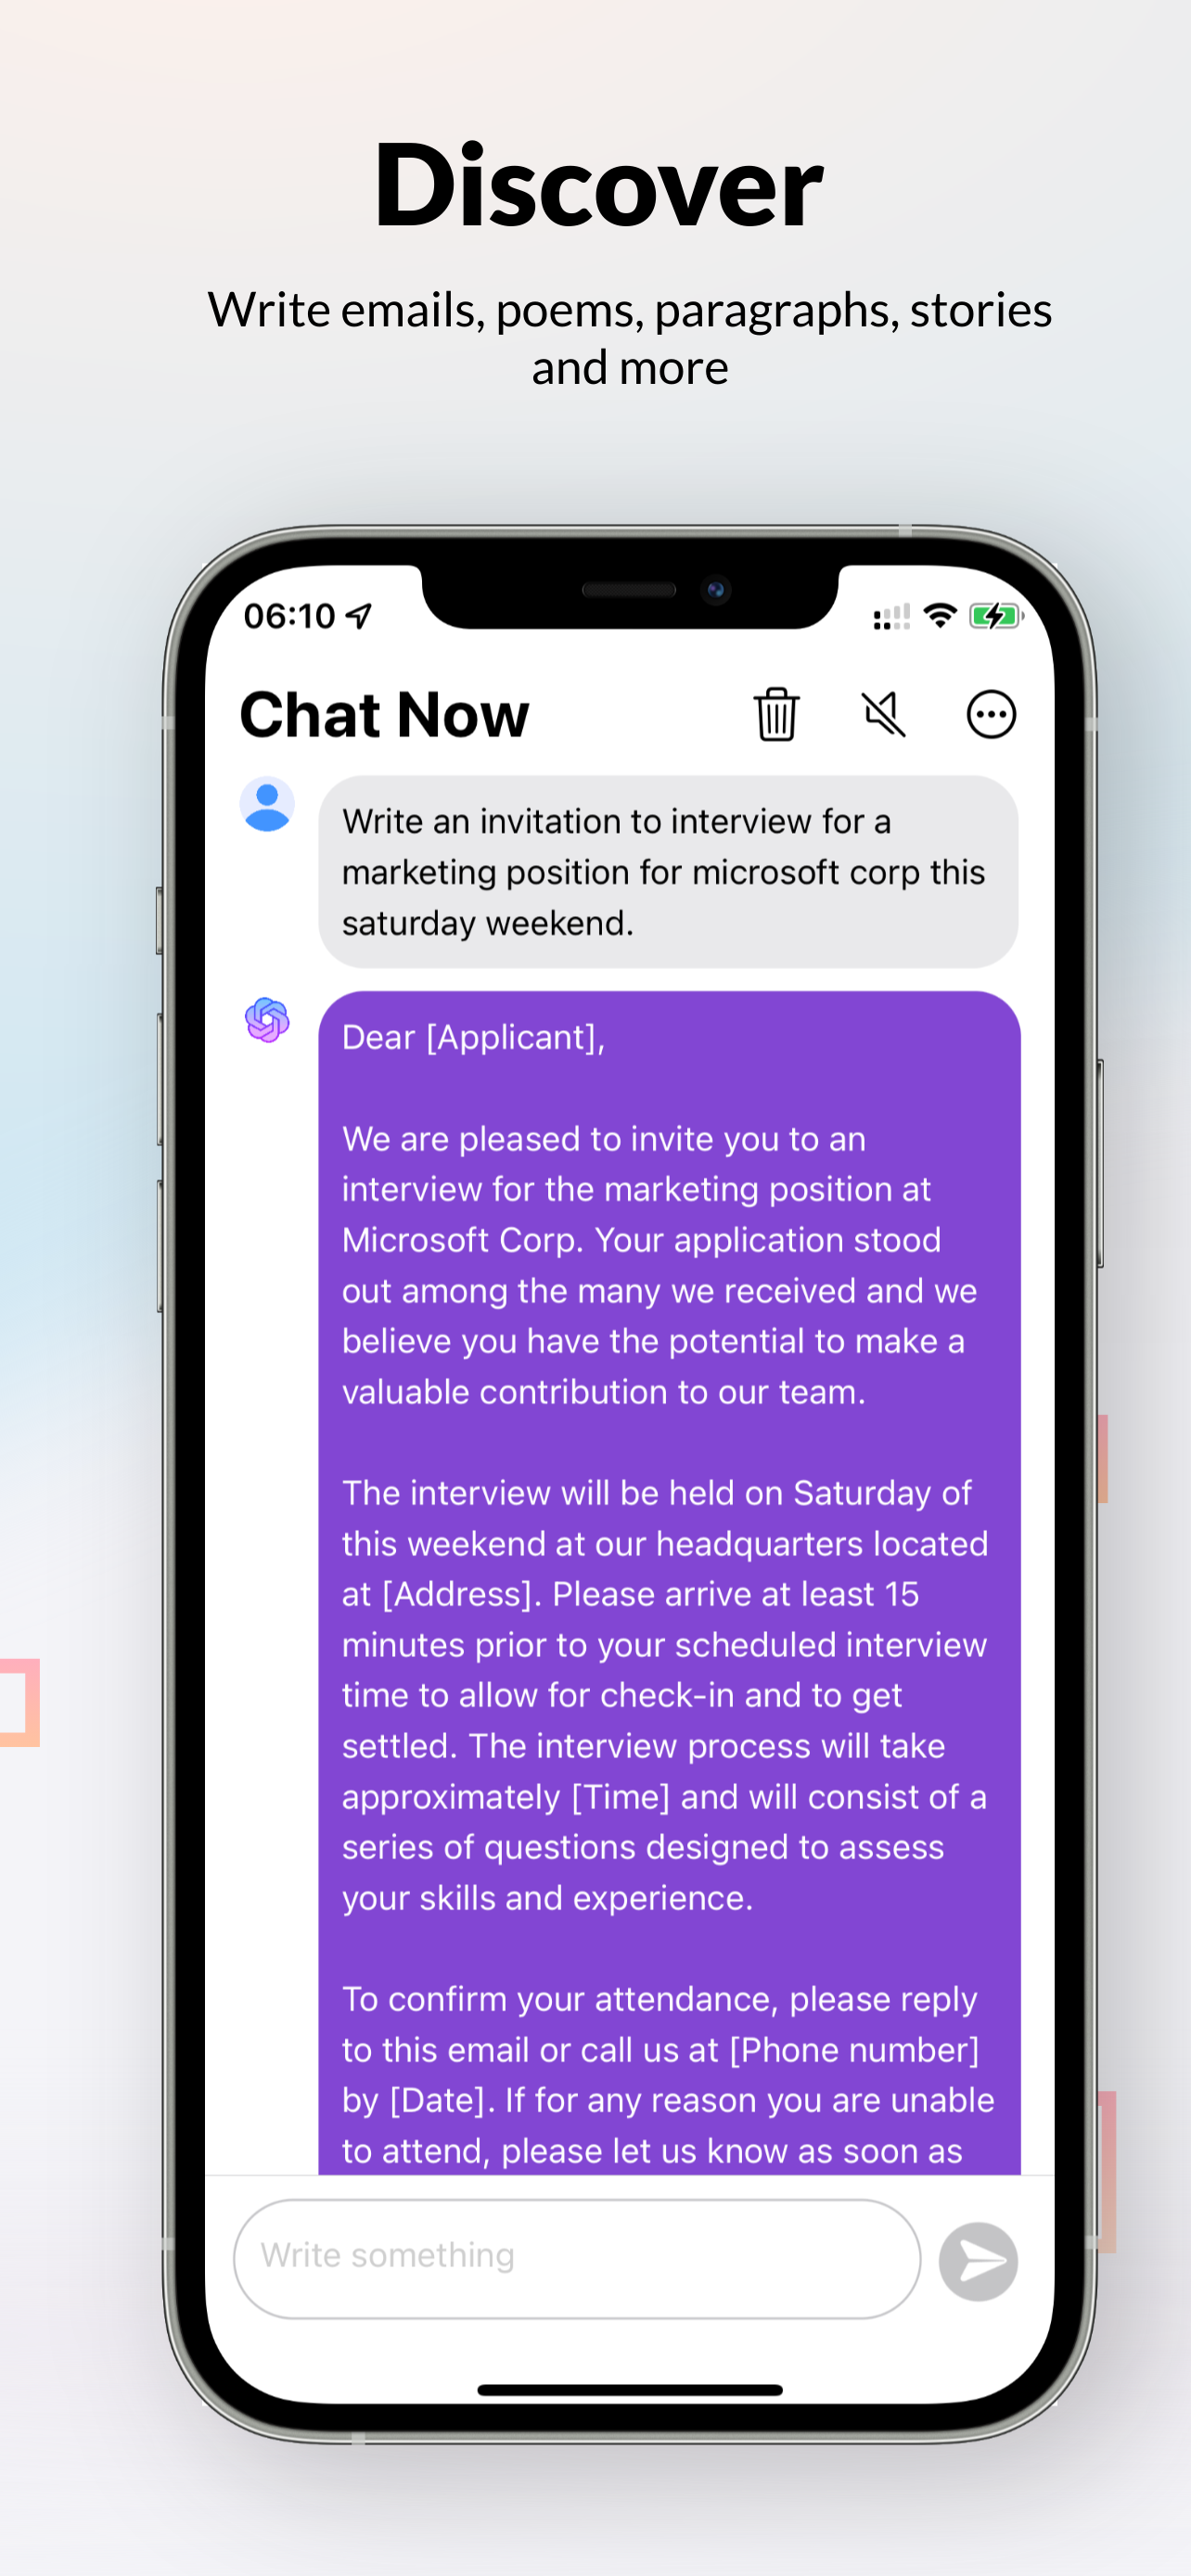 Discover
Write emails, poems, paragraphs, stories
and more
06:10
Chat Now
Write an invitation to interview for a
marketing position for microsoft corp this
saturday weekend.
Dear [Applicant],
We are pleased to invite you to an
interview for the marketing position at
Microsoft Corp. Your application stood
out among the many we received and we
believe you have the potential to make a
valuable contribution to our team.
The interview will be held on Saturday of
this weekend at our headquarters located
at [Address]. Please arrive at least 15
minutes prior to your scheduled interview
time to allow for check-in and to get
settled. The interview process will take
approximately [Time] and will consist of a
series of questions designed to assess
your skills and experience.
To confirm your attendance, please reply
to this email or call us at [Phone number]
by [Date]. If for any reason you are unable
to attend, please let us know as soon as
Write something